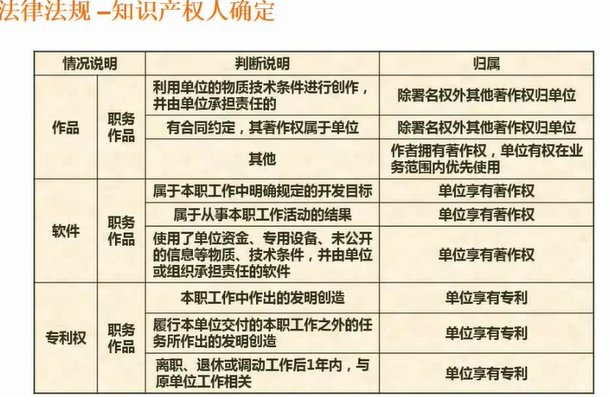 法律法规 –知识产权人确定
情况说明 判断说明 归属
作品 职务作品 利用单位的物质技术条件进行创作，
并由单位承担责任的 除署名权外其他著作权归单位
有合同约定，其著作权属于单位 除署名权外其他著作权归单位
其他 作者拥有著作权，单位有权在业
务范围内优先使用
软件 职务作品 属于本职工作中明确规定的开发目标 单位享有著作权
属于从事本职工作活动的结果 单位享有著作权
使用了单位资金、专用设备、未公开
的信息等物质、技术条件，并由单位
或组织承担责任的软件 单位享有著作权
专利权 职务作品 本职工作中作出的发明创造 单位享有专利
履行本单位交付的本职工作之外的任
务所作出的发明创造 单位享有专利
离职、退休或调动工作后1年内，与
原单位工作相关 单位享有专利